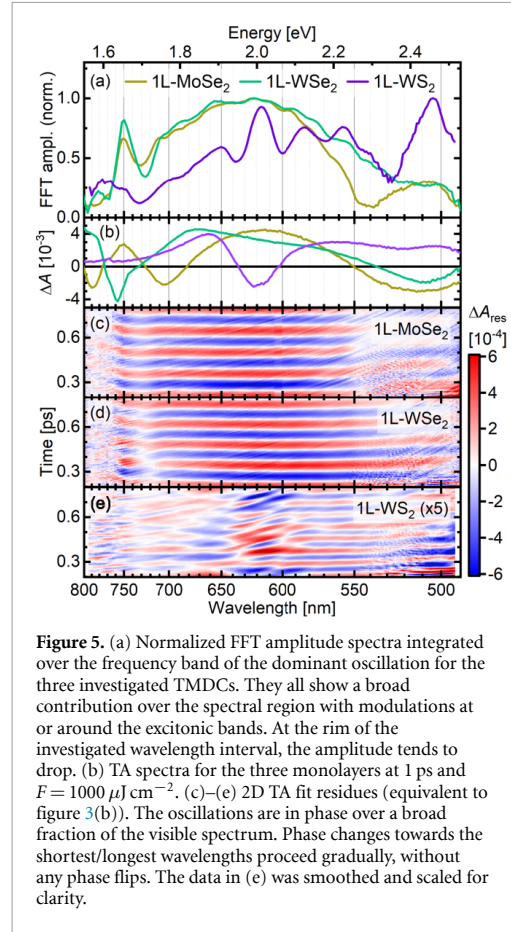 Energy [eV]
1.6 1.8 2.0 2.2 2.4
(a) 1L-MoSe₂ 1L-WSe₂ 1L-WS₂
FFT ampl. (norm.)
1.0
0.5
0.0
(b)
ΔA [10⁻³]
4
0
-4
(c) 1L-MoSe₂
0.6
0.3
(d) 1L-WSe₂
0.6
0.3
(e) 1L-WS₂ (x5)
0.6
0.3
Time [ps]
ΔA_res
[10⁻⁴]
6
4
2
0
-2
-4
-6
800 750 700 650 600 550 500
Wavelength [nm]
Figure 5. (a) Normalized FFT amplitude spectra integrated
over the frequency band of the dominant oscillation for the
three investigated TMDCs. They all show a broad
contribution over the spectral region with modulations at
or around the excitonic bands. At the rim of the
investigated wavelength interval, the amplitude tends to
drop. (b) TA spectra for the three monolayers at 1 ps and
F = 1000 μJ cm⁻². (c)–(e) 2D TA fit residues (equivalent to
figure 3(b)). The oscillations are in phase over a broad
fraction of the visible spectrum. Phase changes towards the
shortest/longest wavelengths proceed gradually, without
any phase flips. The data in (e) was smoothed and scaled for
clarity.